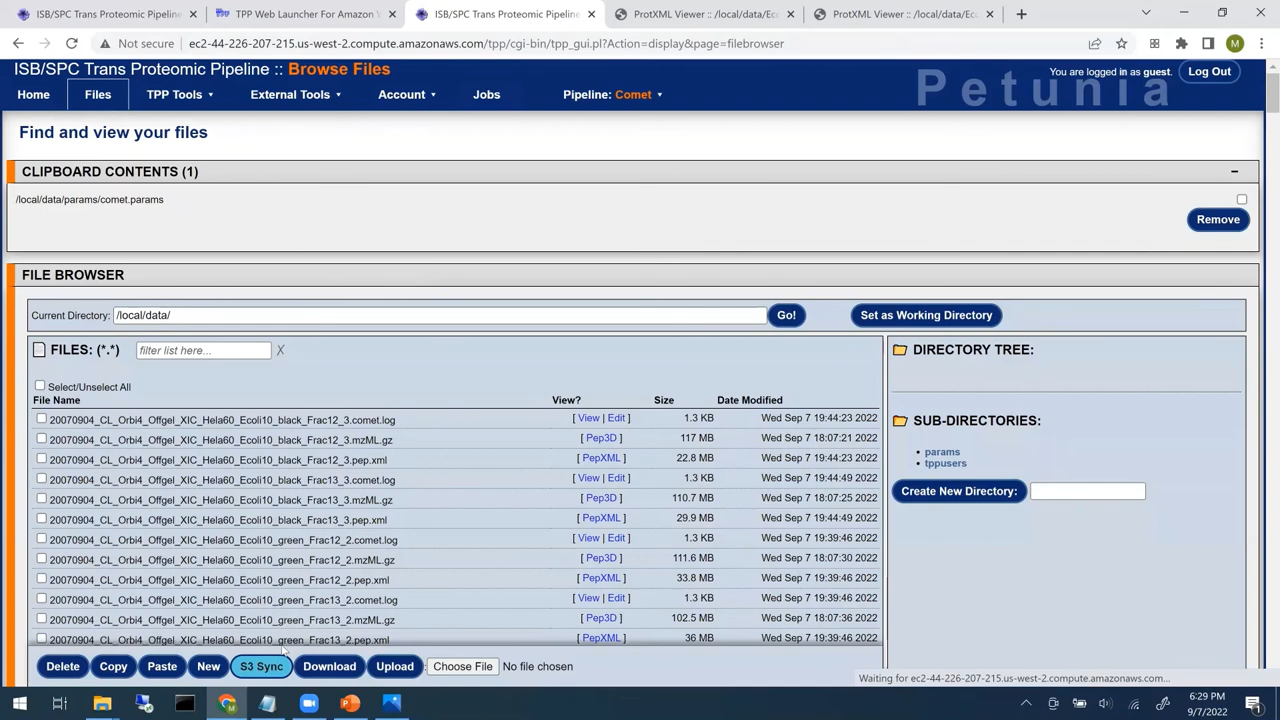 ISB/SPC Trans Proteomic Pipeline
TPP Web Launcher For Amazon
ISB/SPC Trans Proteomic Pipeline
ProtXML Viewer :: /local/data/Eco
ProtXML Viewer :: /local/data/Eco
Not secure ec2-44-226-207-215.us-west-2.compute.amazonaws.com/tpp/cgi-bin/tpp_gui.pl?Action=display&page=filebrowser
M
ISB/SPC Trans Proteomic Pipeline :: Browse Files
Petunia
You are logged in as guest. Log Out
Home Files TPP Tools External Tools Account Jobs Pipeline: Comet
Find and view your files
CLIPBOARD CONTENTS (1) –
/local/data/params/comet.params
Remove
FILE BROWSER
Current Directory: /local/data/ Go! Set as Working Directory
FILES: (*.*) filter list here... X
Select/Unselect All
File Name View? Size Date Modified
20070904_CL_Orbi4_Offgel_XIC_Hela60_Ecoli10_black_Frac12_3.comet.log [ View | Edit ] 1.3 KB Wed Sep 7 19:44:23 2022
20070904_CL_Orbi4_Offgel_XIC_Hela60_Ecoli10_black_Frac12_3.mzML.gz [ Pep3D ] 117 MB Wed Sep 7 18:07:21 2022
20070904_CL_Orbi4_Offgel_XIC_Hela60_Ecoli10_black_Frac12_3.pep.xml [ PepXML ] 22.8 MB Wed Sep 7 19:44:23 2022
20070904_CL_Orbi4_Offgel_XIC_Hela60_Ecoli10_black_Frac13_3.comet.log [ View | Edit ] 1.3 KB Wed Sep 7 19:44:49 2022
20070904_CL_Orbi4_Offgel_XIC_Hela60_Ecoli10_black_Frac13_3.mzML.gz [ Pep3D ] 110.7 MB Wed Sep 7 18:07:25 2022
20070904_CL_Orbi4_Offgel_XIC_Hela60_Ecoli10_black_Frac13_3.pep.xml [ PepXML ] 29.9 MB Wed Sep 7 19:44:49 2022
20070904_CL_Orbi4_Offgel_XIC_Hela60_Ecoli10_green_Frac12_2.comet.log [ View | Edit ] 1.3 KB Wed Sep 7 19:39:46 2022
20070904_CL_Orbi4_Offgel_XIC_Hela60_Ecoli10_green_Frac12_2.mzML.gz [ Pep3D ] 111.6 MB Wed Sep 7 18:07:30 2022
20070904_CL_Orbi4_Offgel_XIC_Hela60_Ecoli10_green_Frac12_2.pep.xml [ PepXML ] 33.8 MB Wed Sep 7 19:39:46 2022
20070904_CL_Orbi4_Offgel_XIC_Hela60_Ecoli10_green_Frac13_2.comet.log [ View | Edit ] 1.3 KB Wed Sep 7 19:39:46 2022
20070904_CL_Orbi4_Offgel_XIC_Hela60_Ecoli10_green_Frac13_2.mzML.gz [ Pep3D ] 102.5 MB Wed Sep 7 18:07:36 2022
20070904_CL_Orbi4_Offgel_XIC_Hela60_Ecoli10_green_Frac13_2.pep.xml [ PepXML ] 36 MB Wed Sep 7 19:39:46 2022
DIRECTORY TREE:
SUB-DIRECTORIES:
params
tppusers
Create New Directory:
Delete Copy Paste New S3 Sync Download Upload Choose File No file chosen
Waiting for ec2-44-226-207-215.us-west-2.compute.amazonaws.com...
6:29 PM
9/7/2022